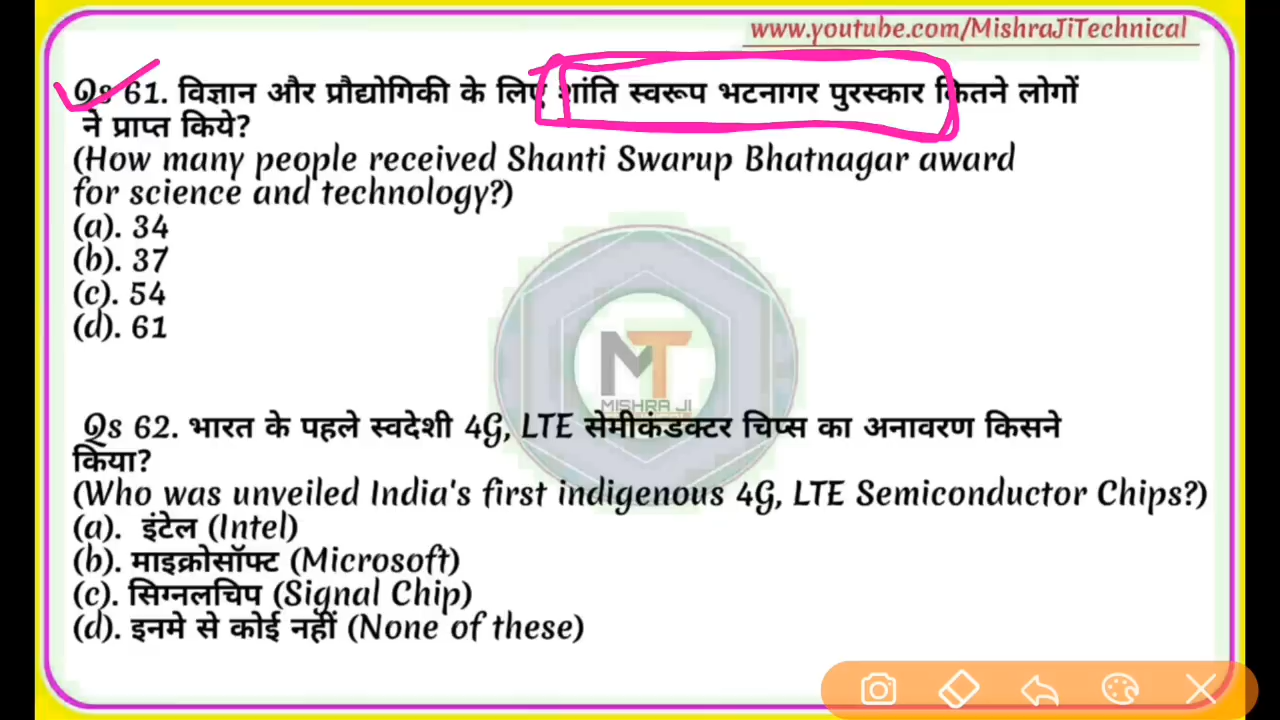 www.youtube.com/MishraJiTechnical
Qs 61. विज्ञान और प्रौद्योगिकी के लिए शांति स्वरूप भटनागर पुरस्कार कितने लोगों
ने प्राप्त किये?
(How many people received Shanti Swarup Bhatnagar award
for science and technology?)
(a). 34
(b). 37
(c). 54
(d). 61
MT
MISHRA JI
Qs 62. भारत के पहले स्वदेशी 4G, LTE सेमीकंडक्टर चिप्स का अनावरण किसने
किया?
(Who was unveiled India's first indigenous 4G, LTE Semiconductor Chips?)
(a). इंटेल (Intel)
(b). माइक्रोसॉफ्ट (Microsoft)
(c). सिग्नलचिप (Signal Chip)
(d). इनमे से कोई नहीं (None of these)